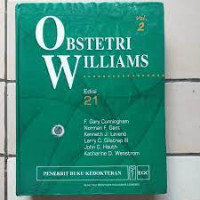 Vol. 2
OBSTETRI
WILLIAMS
Edisi
21
F. Gary Cunningham
Norman F. Gant
Kenneth J. Leveno
Larry C. Gilstrap III
John C. Hauth
Katharine D. Wenstrom
PENERBIT BUKU KEDOKTERAN
EGC